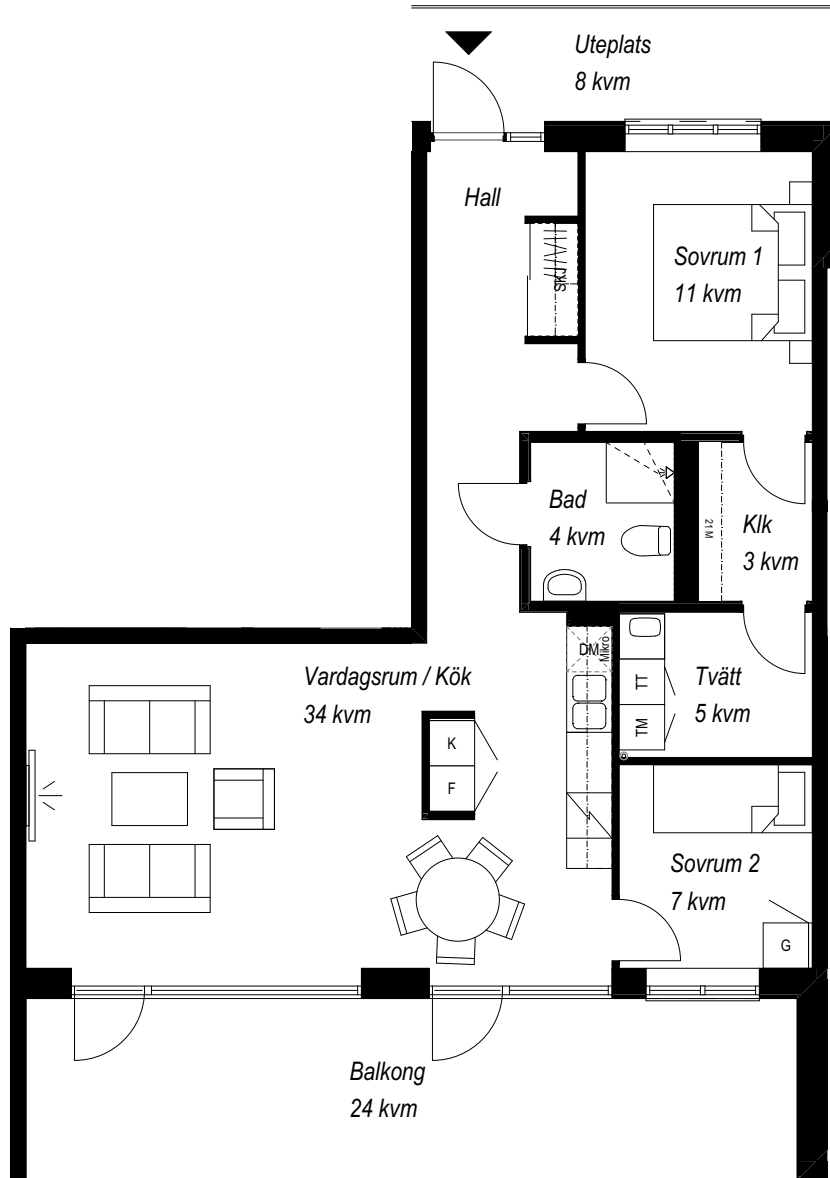 Uteplats
8 kvm
Hall
Sovrum 1
11 kvm
SKJ
Bad
4 kvm
21 M
Klk
3 kvm
DM
Mikro
Vardagsrum / Kök
34 kvm
TT
Tvätt
5 kvm
TM
K
F
Sovrum 2
7 kvm
G
Balkong
24 kvm